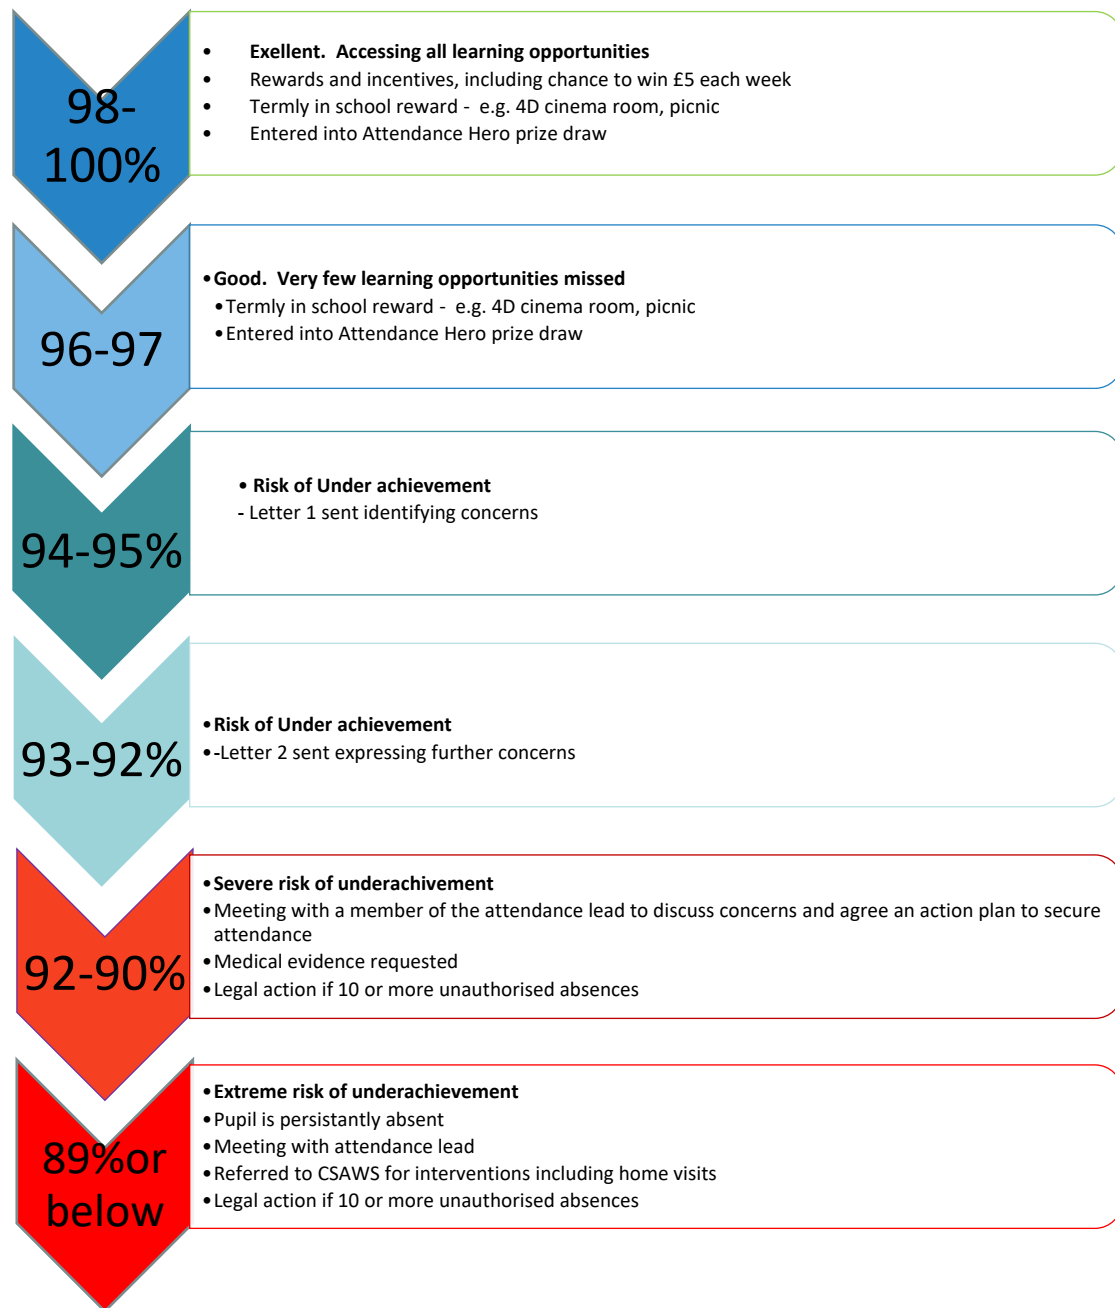 98-
100%
• Exellent. Accessing all learning opportunities
• Rewards and incentives, including chance to win £5 each week
• Termly in school reward - e.g. 4D cinema room, picnic
• Entered into Attendance Hero prize draw
96-97
• Good. Very few learning opportunities missed
• Termly in school reward - e.g. 4D cinema room, picnic
• Entered into Attendance Hero prize draw
94-95%
• Risk of Under achievement
- Letter 1 sent identifying concerns
93-92%
• Risk of Under achievement
• -Letter 2 sent expressing further concerns
92-90%
• Severe risk of underachivement
• Meeting with a member of the attendance lead to discuss concerns and agree an action plan to secure
attendance
• Medical evidence requested
• Legal action if 10 or more unauthorised absences
89%or
below
• Extreme risk of underachievement
• Pupil is persistantly absent
• Meeting with attendance lead
• Referred to CSAWS for interventions including home visits
• Legal action if 10 or more unauthorised absences